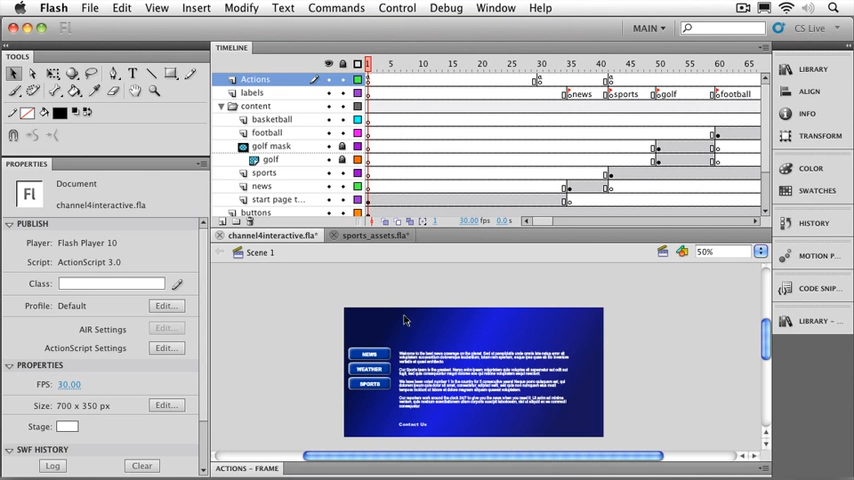 Flash File Edit View Insert Modify Text Commands Control Debug Window Help
Fl MAIN CS Live
TOOLS
PROPERTIES
Fl
Document
channel4interactive.fla
PUBLISH
Player: Flash Player 10
Script: ActionScript 3.0
Class:
Profile: Default Edit...
AIR Settings Edit...
ActionScript Settings Edit...
PROPERTIES
FPS: 30.00
Size: 700 x 350 px Edit...
Stage:
SWF HISTORY
Log Clear
TIMELINE
1 5 10 15 20 25 30 35 40 45 50 55 60 65
Actions
labels news sports golf football
content
basketball
football
golf mask
golf
sports
news
start page t...
buttons
1 30.00 fps 0.0 s
channel4interactive.fla* sports_assets.fla*
Scene 1 50%
NEWS
WEATHER
SPORTS
Contact Us
ACTIONS – FRAME
LIBRARY
ALIGN
INFO
TRANSFORM
COLOR
SWATCHES
HISTORY
MOTION P...
CODE SNIP...
LIBRARY – ...